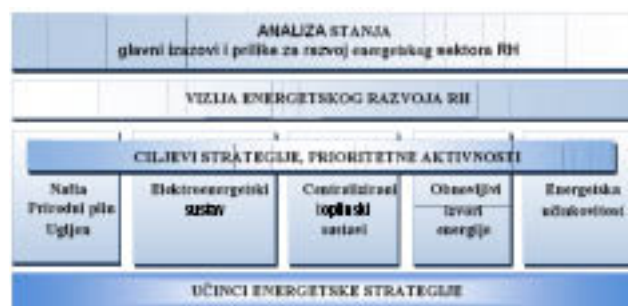 ANALIZA STANJA
glavni izazovi i prilike za razvoj energetskog sektora RH
VIZIJA ENERGETSKOG RAZVOJA RH
CILJEVI STRATEGIJE, PRIORITETNE AKTIVNOSTI
Nafta
Prirodni plin
Ugljen
Elektroenergetski
sustav
Centralizirani
toplinski
sustavi
Obnovljivi
izvori
energije
Energetska
učinkovitost
UČINCI ENERGETSKE STRATEGIJE